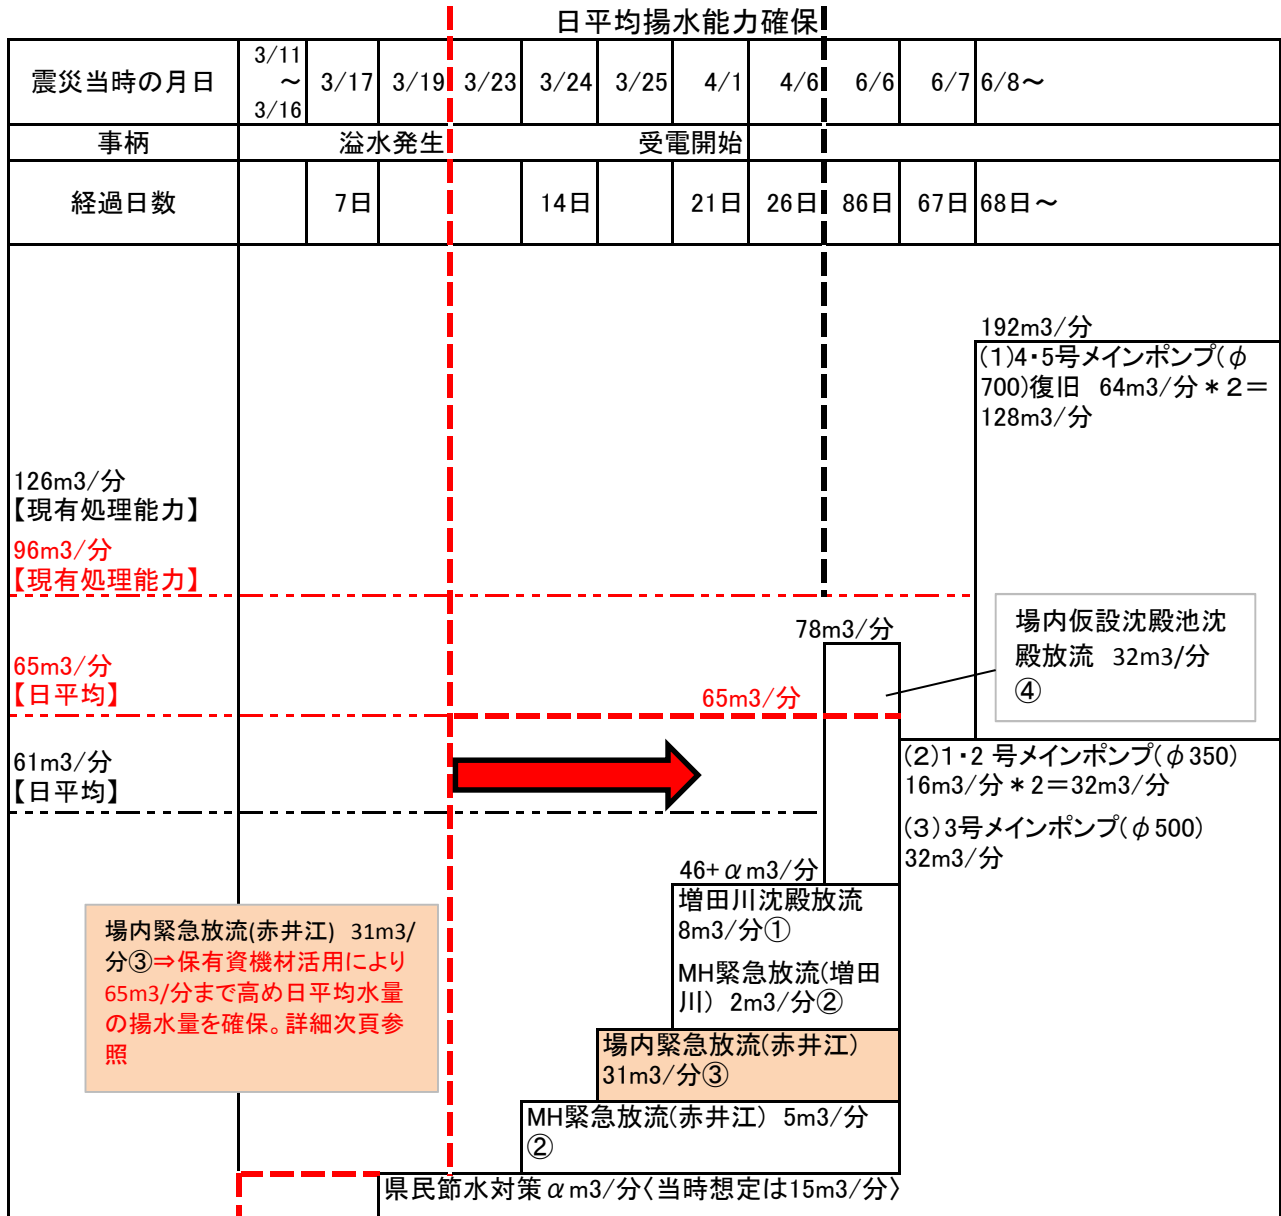 日平均揚水能力確保
震災当時の月日
3/11
～
3/16
3/17
3/19
3/23
3/24
3/25
4/1
4/6
6/6
6/7
6/8～
事柄
溢水発生
受電開始
経過日数
7日
14日
21日
26日
86日
67日
68日～
192m3/分
(1)4・5号メインポンプ(φ
700)復旧 64m3/分*2=
128m3/分
126m3/分
【現有処理能力】
96m3/分
【現有処理能力】
78m3/分
場内仮設沈殿池沈
殿放流 32m3/分
④
65m3/分
【日平均】
65m3/分
61m3/分
【日平均】
(2)1・2 号メインポンプ(φ350)
16m3/分*2=32m3/分
(3)3号メインポンプ(φ500)
32m3/分
46+αm3/分
増田川沈殿放流
8m3/分①
MH緊急放流(増田
川) 2m3/分②
場内緊急放流(赤井江) 31m3/
分③⇒保有資機材活用により
65m3/分まで高め日平均水量
の揚水量を確保。詳細次頁参
照
場内緊急放流(赤井江)
31m3/分③
MH緊急放流(赤井江) 5m3/分
②
県民節水対策αm3/分〈当時想定は15m3/分〉